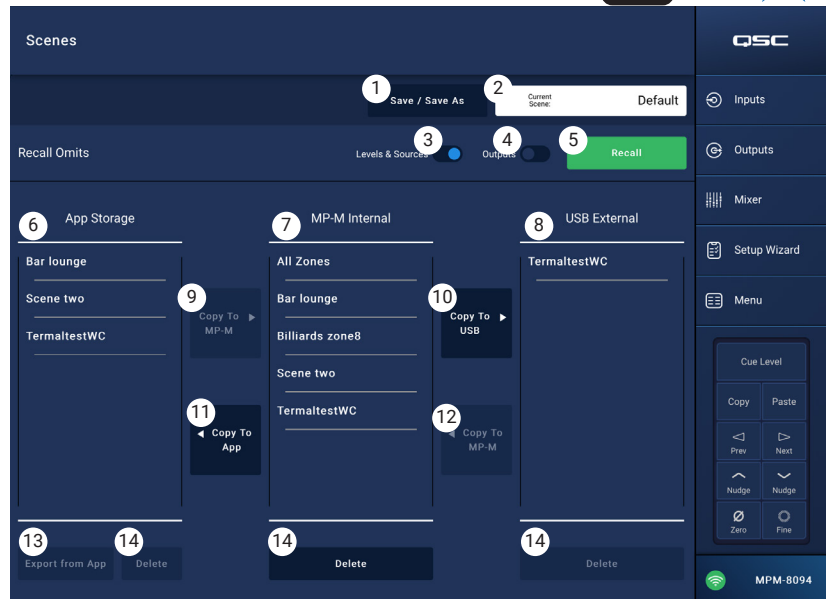 Scenes
QSC
1
Save / Save As
2
Current
Scene:
Default
Inputs
Recall Omits
3
Levels & Sources
4
Outputs
5
Recall
Outputs
Mixer
6
App Storage
7
MP-M Internal
8
USB External
Setup Wizard
Menu
Bar lounge
Scene two
TermaltestWC
9
Copy To
MP-M
11
Copy To
App
All Zones
Bar lounge
Billiards zone8
Scene two
TermaltestWC
10
Copy To
USB
12
Copy To
MP-M
TermaltestWC
Cue Level
Copy
Paste
Prev
Next
Nudge
Nudge
Zero
Fine
13
Export from App
14
Delete
14
Delete
14
Delete
MPM-8094